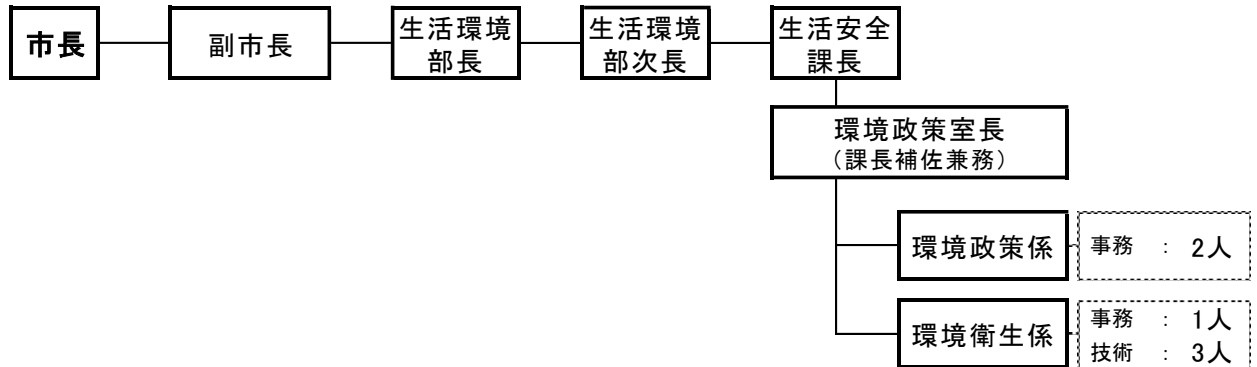 市長
副市長
生活環境
部長
生活環境
部次長
生活安全
課長
環境政策室長
（課長補佐兼務）
環境政策係
事務 : 2人
環境衛生係
事務 : 1人
技術 : 3人